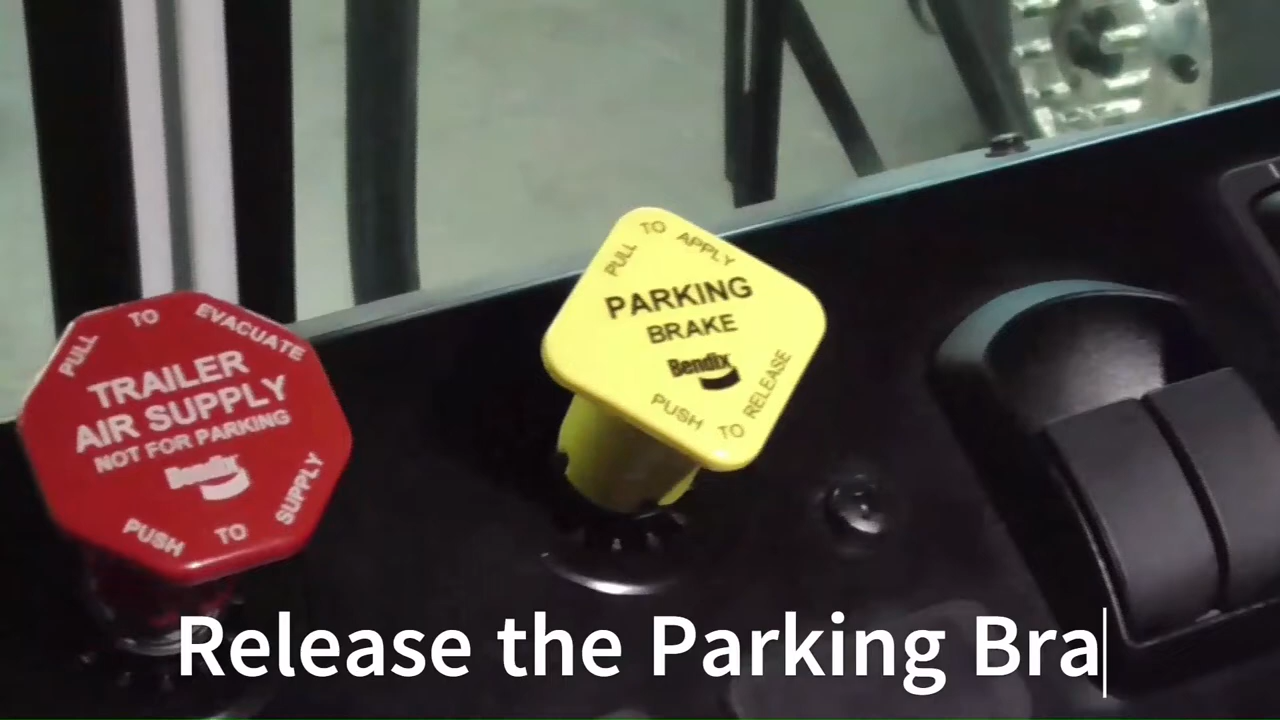 PULL TO EVACUATE
TRAILER
AIR SUPPLY
NOT FOR PARKING
Bendix
PUSH TO SUPPLY
PULL TO APPLY
PARKING
BRAKE
Bendix
PUSH TO RELEASE
Release the Parking Bra